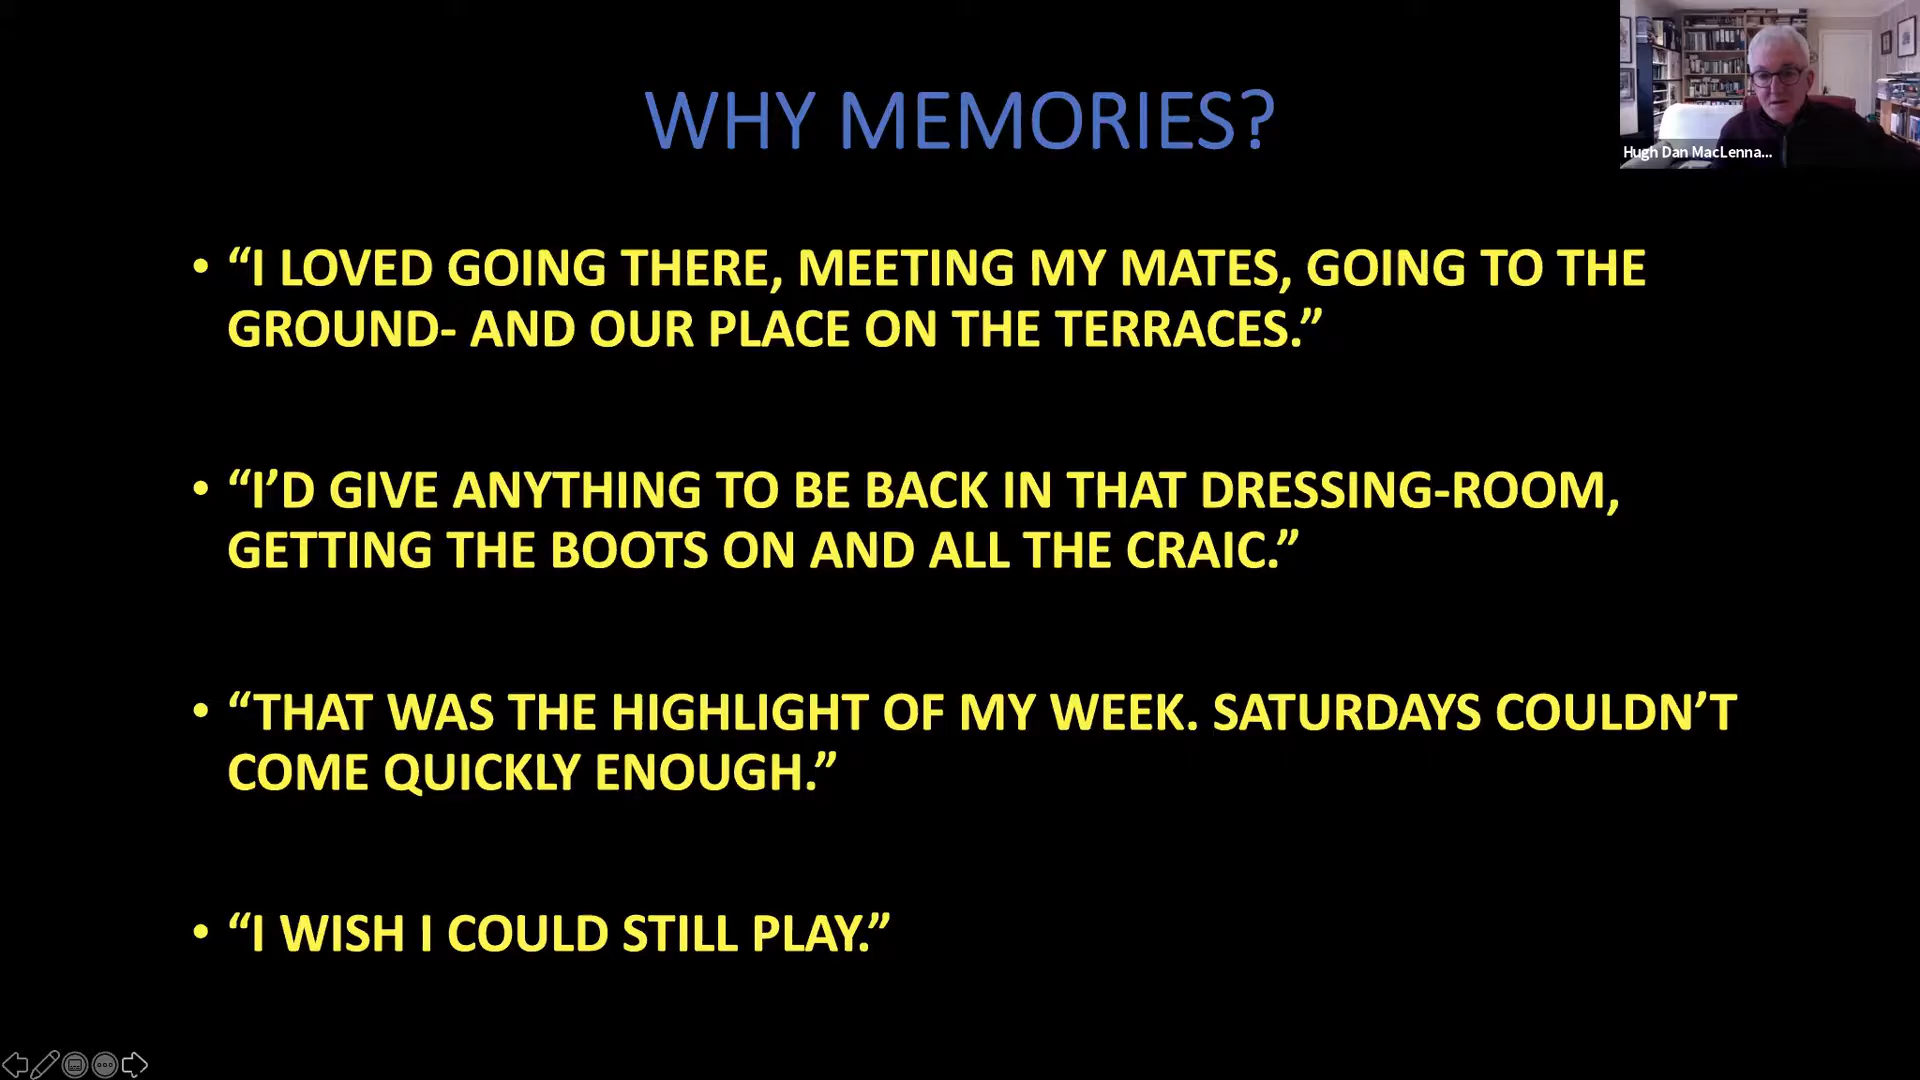 WHY MEMORIES?
Hugh Dan MacLenna...
• “I LOVED GOING THERE, MEETING MY MATES, GOING TO THE
GROUND- AND OUR PLACE ON THE TERRACES.”
• “I’D GIVE ANYTHING TO BE BACK IN THAT DRESSING-ROOM,
GETTING THE BOOTS ON AND ALL THE CRAIC.”
• “THAT WAS THE HIGHLIGHT OF MY WEEK. SATURDAYS COULDN’T
COME QUICKLY ENOUGH.”
• “I WISH I COULD STILL PLAY.”